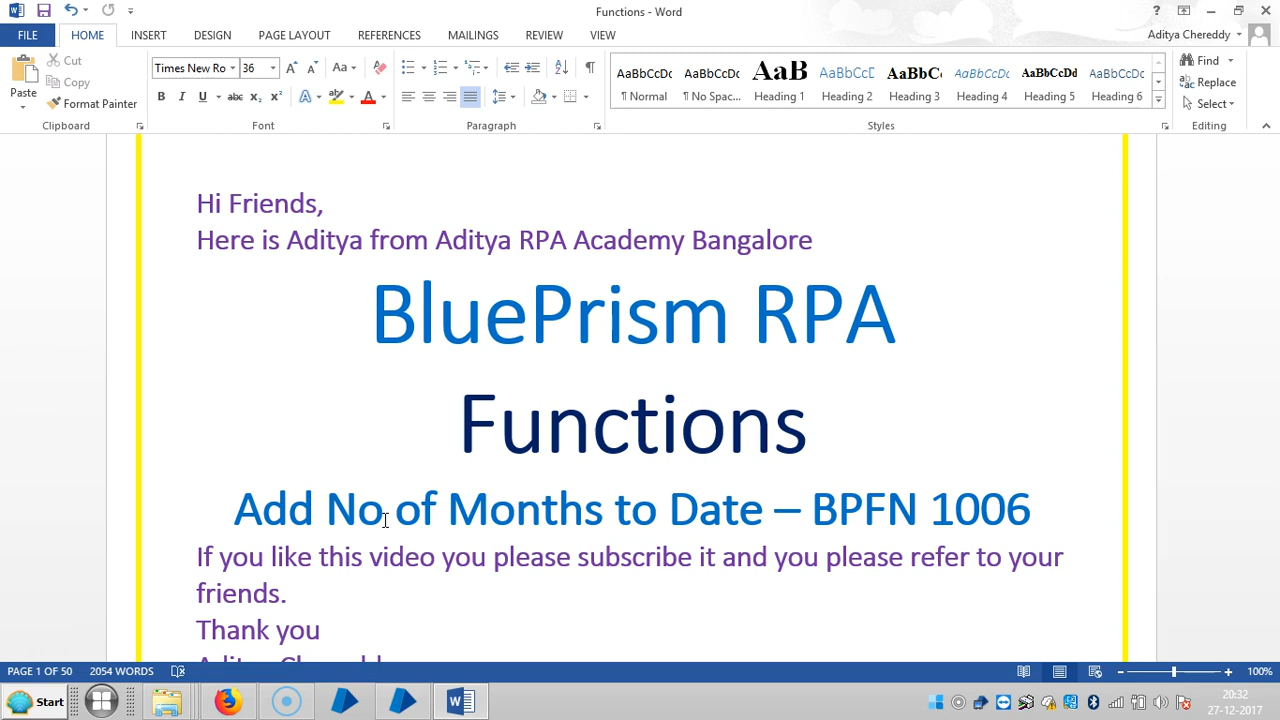 Functions - Word
FILE HOME INSERT DESIGN PAGE LAYOUT REFERENCES MAILINGS REVIEW VIEW Aditya Chereddy
Paste
Cut
Copy
Format Painter
Clipboard
Times New Ro 36
Font
Paragraph
AaBbCcDc AaBbCcDc AaB AaBbCcD AaBbC AaBbCcDd AaBbCcDd AaBbCcDd
¶ Normal ¶ No Spac... Heading 1 Heading 2 Heading 3 Heading 4 Heading 5 Heading 6
Styles
Find
Replace
Select
Editing
Hi Friends,
Here is Aditya from Aditya RPA Academy Bangalore
BluePrism RPA
Functions
Add No of Months to Date – BPFN 1006
If you like this video you please subscribe it and you please refer to your
friends.
Thank you
PAGE 1 OF 50 2054 WORDS 100%
Start
20:32
27-12-2017